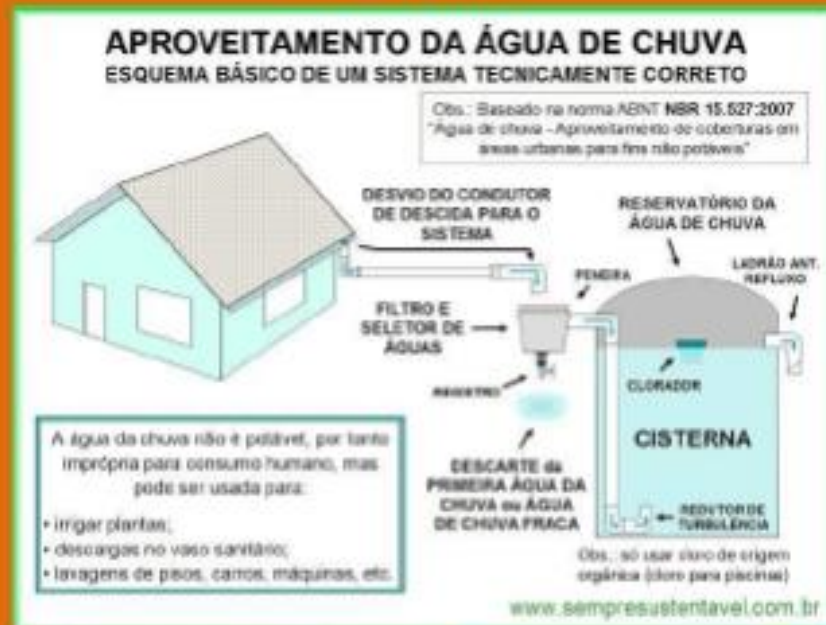 APROVEITAMENTO DA ÁGUA DE CHUVA
ESQUEMA BÁSICO DE UM SISTEMA TECNICAMENTE CORRETO
Obs.: Baseado na norma ABNT NBR 15.527:2007
"Água de chuva - Aproveitamento de coberturas em
áreas urbanas para fins não potáveis"
DESVIO DO CONDUTOR
DE DESCIDA PARA O
SISTEMA
RESERVATÓRIO DA
ÁGUA DE CHUVA
LADRÃO ANT.
REFLUXO
PENEIRA
FILTRO E
SELETOR DE
ÁGUAS
REGISTRO
CLORADOR
CISTERNA
DESCARTE da
PRIMEIRA ÁGUA DA
CHUVA ou ÁGUA
DE CHUVA FRACA
REDUTOR DE
TURBULÊNCIA
A água da chuva não é potável, por tanto
imprópria para consumo humano, mas
pode ser usada para:
• irrigar plantas;
• descargas no vaso sanitário;
• lavagens de pisos, carros, máquinas, etc.
Obs.: só usar cloro de origem
orgânica (cloro para piscinas)
www.sempresustentavel.com.br